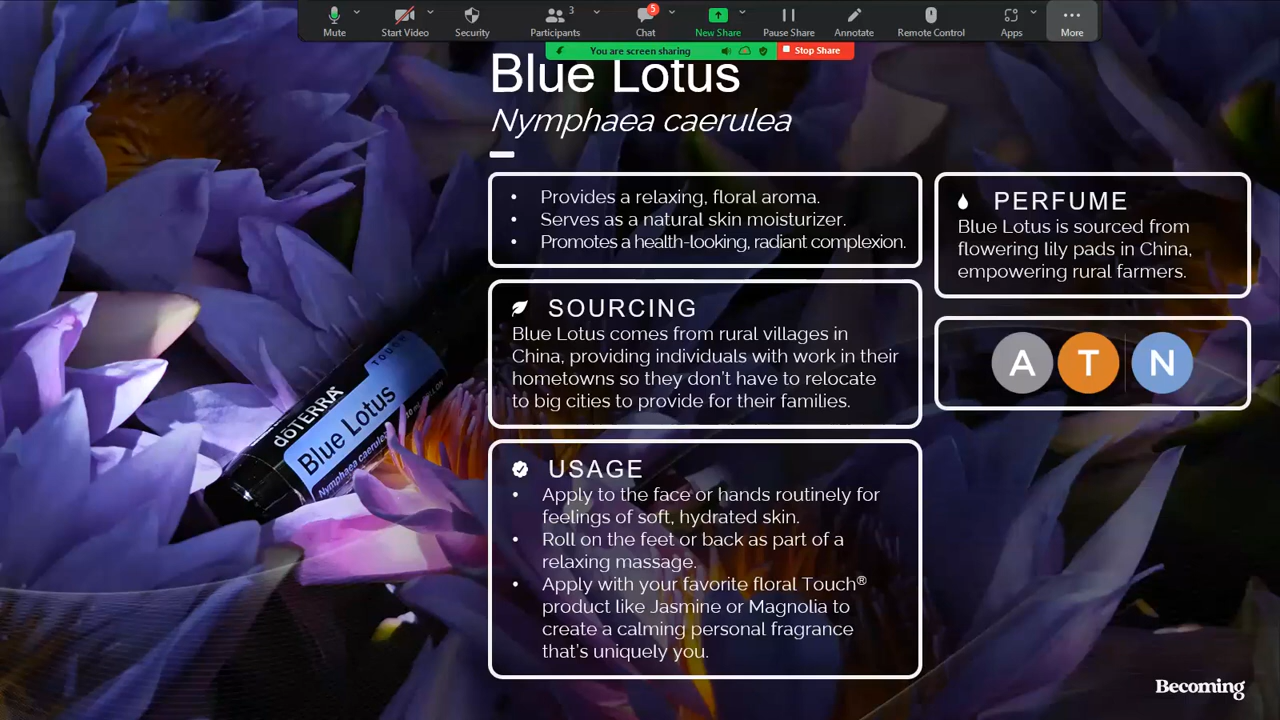 Mute
Start Video
Security
Participants
3
Chat
5
New Share
Pause Share
Annotate
Remote Control
Apps
More
You are screen sharing
Stop Share
Blue Lotus
Nymphaea caerulea
• Provides a relaxing, floral aroma.
• Serves as a natural skin moisturizer.
• Promotes a health-looking, radiant complexion.
SOURCING
Blue Lotus comes from rural villages in
China, providing individuals with work in their
hometowns so they don't have to relocate
to big cities to provide for their families.
USAGE
• Apply to the face or hands routinely for
feelings of soft, hydrated skin.
• Roll on the feet or back as part of a
relaxing massage.
• Apply with your favorite floral Touch®
product like Jasmine or Magnolia to
create a calming personal fragrance
that's uniquely you.
PERFUME
Blue Lotus is sourced from
flowering lily pads in China,
empowering rural farmers.
A T N
dōTERRA
TOUCH
Blue Lotus
Nymphaea caerulea
Becoming